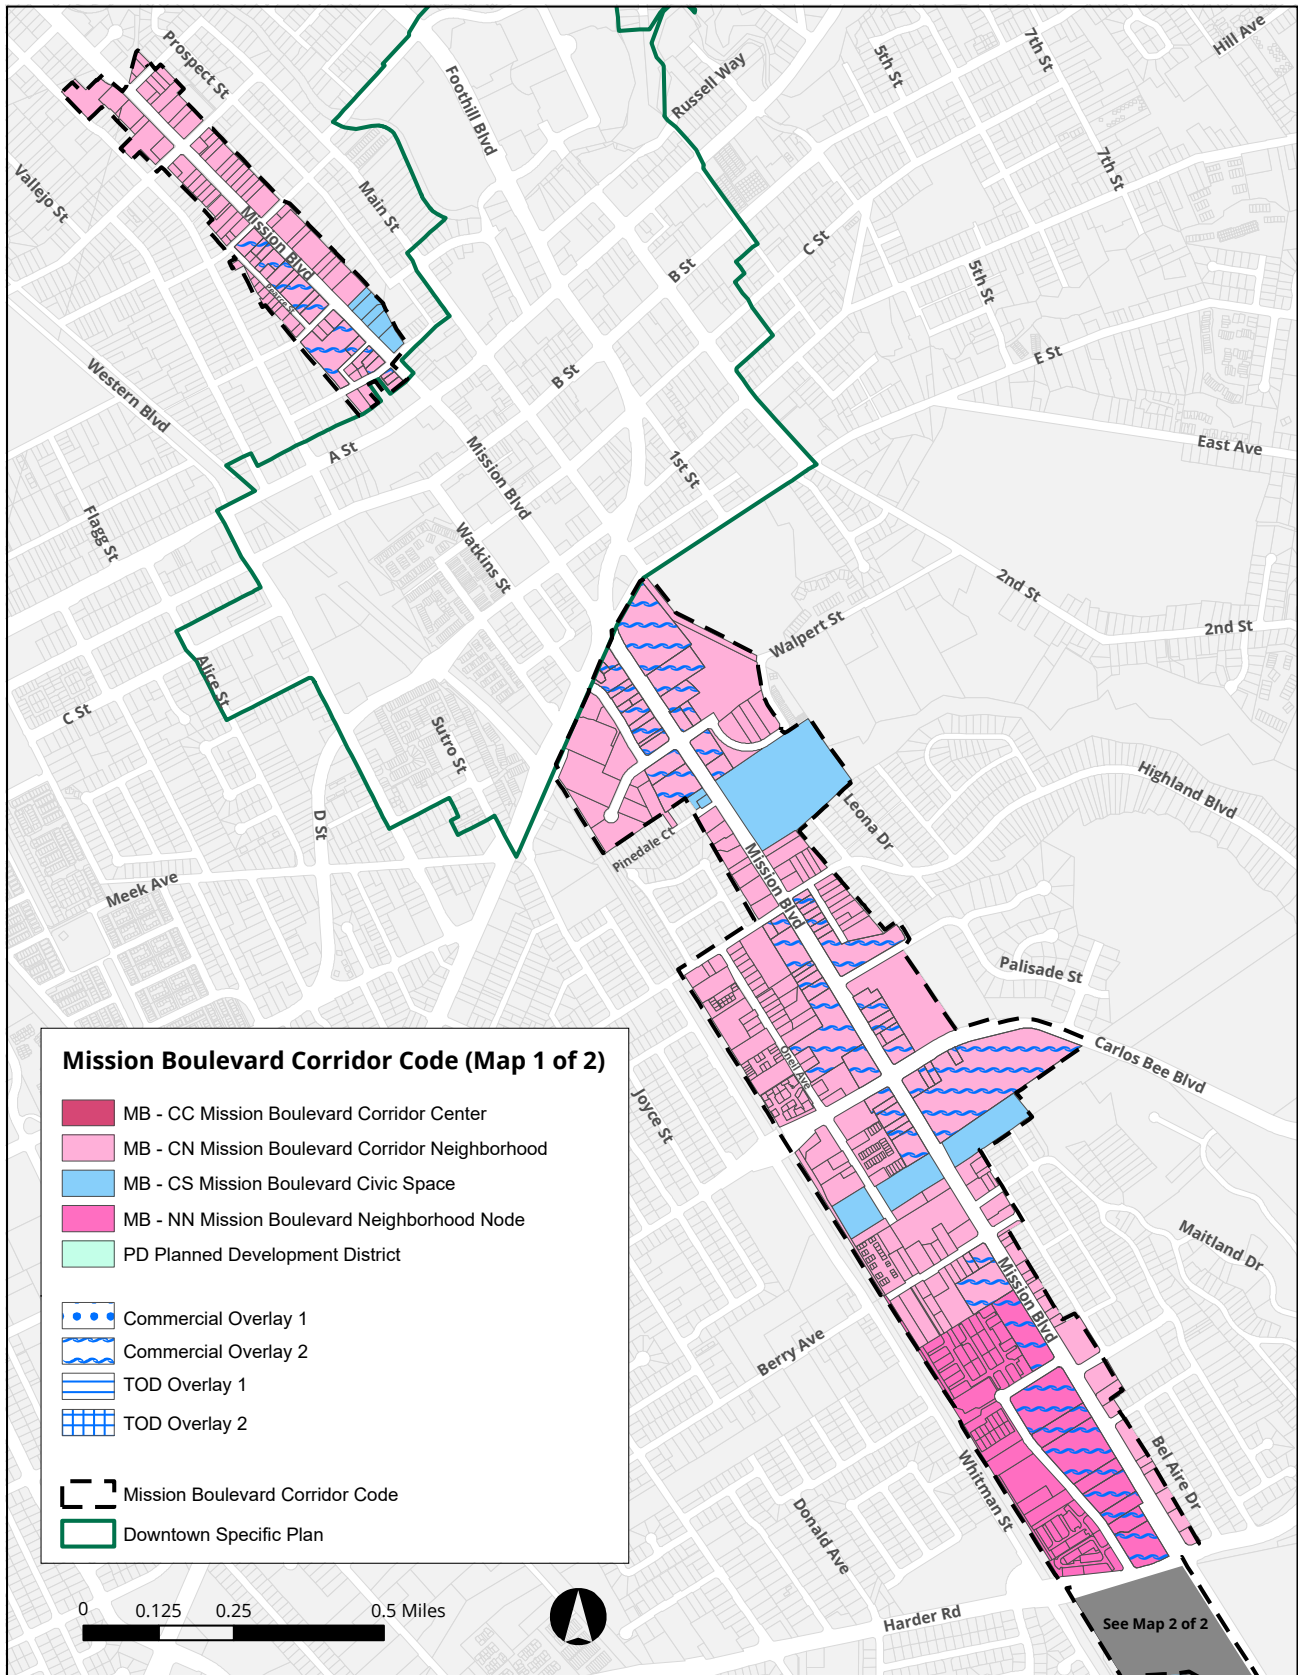 Prospect St
Foothill Blvd
Russell Way
5th St
7th St
Hill Ave
Vallejo St
Main St
7th St
Mission Blvd
C St
B St
5th St
Pearce St
E St
Western Blvd
B St
A St
Mission Blvd
1st St
East Ave
Flagg St
Watkins St
2nd St
Walpert St
2nd St
Alice St
C St
Sutro St
Highland Blvd
D St
Leona Dr
Pinedale Ct
Meek Ave
Mission Blvd
Palisade St
Carlos Bee Blvd
Oneil Ave
Joyce St
Mission Boulevard Corridor Code (Map 1 of 2)
MB - CC Mission Boulevard Corridor Center
MB - CN Mission Boulevard Corridor Neighborhood
MB - CS Mission Boulevard Civic Space
MB - NN Mission Boulevard Neighborhood Node
PD Planned Development District
Commercial Overlay 1
Commercial Overlay 2
TOD Overlay 1
TOD Overlay 2
Mission Boulevard Corridor Code
Downtown Specific Plan
Maitland Dr
Mission Blvd
Berry Ave
Bel Aire Dr
Whitman St
Donald Ave
0 0.125 0.25 0.5 Miles
Harder Rd
See Map 2 of 2